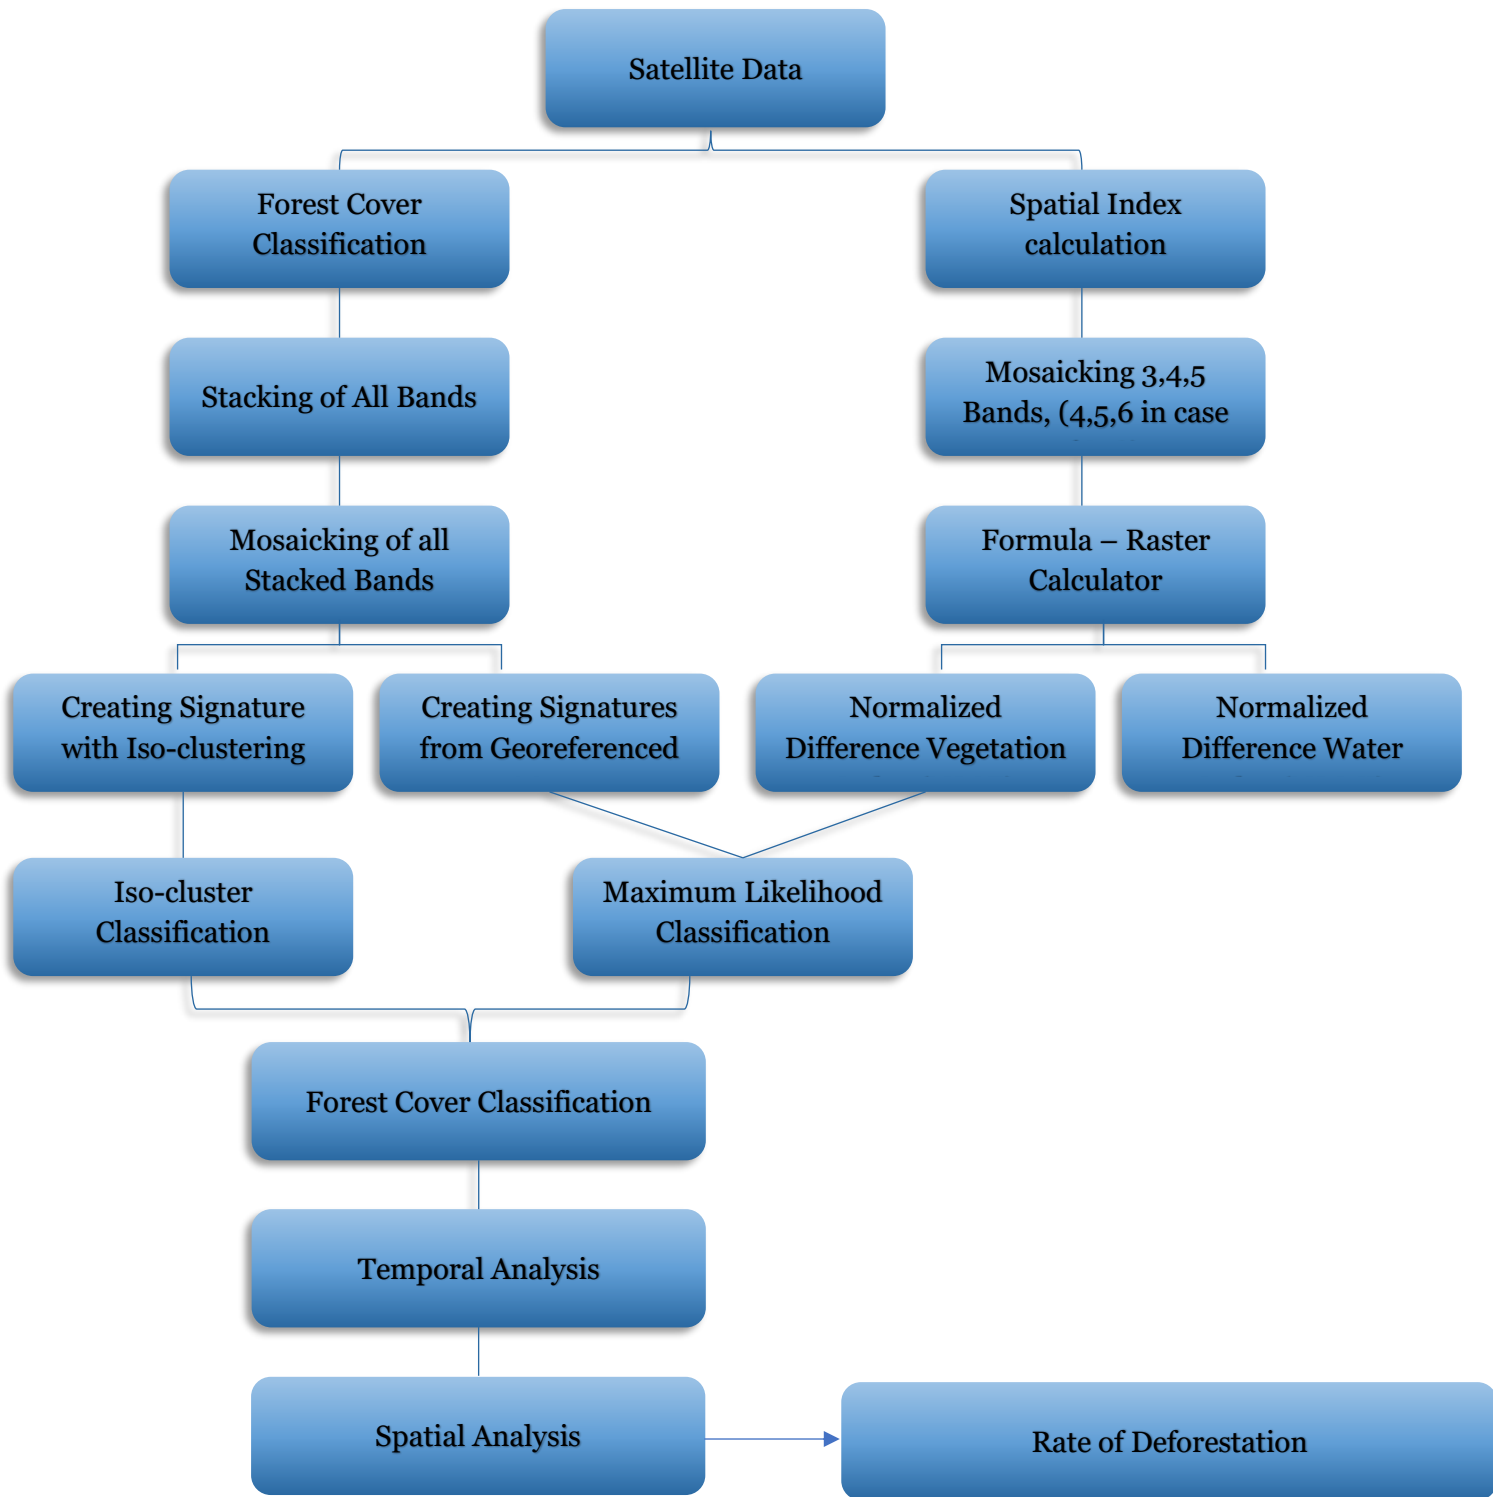 Satellite Data
Forest Cover
Classification
Spatial Index
calculation
Stacking of All Bands
Mosaicking 3,4,5
Bands, (4,5,6 in case
Mosaicking of all
Stacked Bands
Formula – Raster
Calculator
Creating Signature
with Iso-clustering
Creating Signatures
from Georeferenced
Normalized
Difference Vegetation
Normalized
Difference Water
Iso-cluster
Classification
Maximum Likelihood
Classification
Forest Cover Classification
Temporal Analysis
Spatial Analysis
Rate of Deforestation